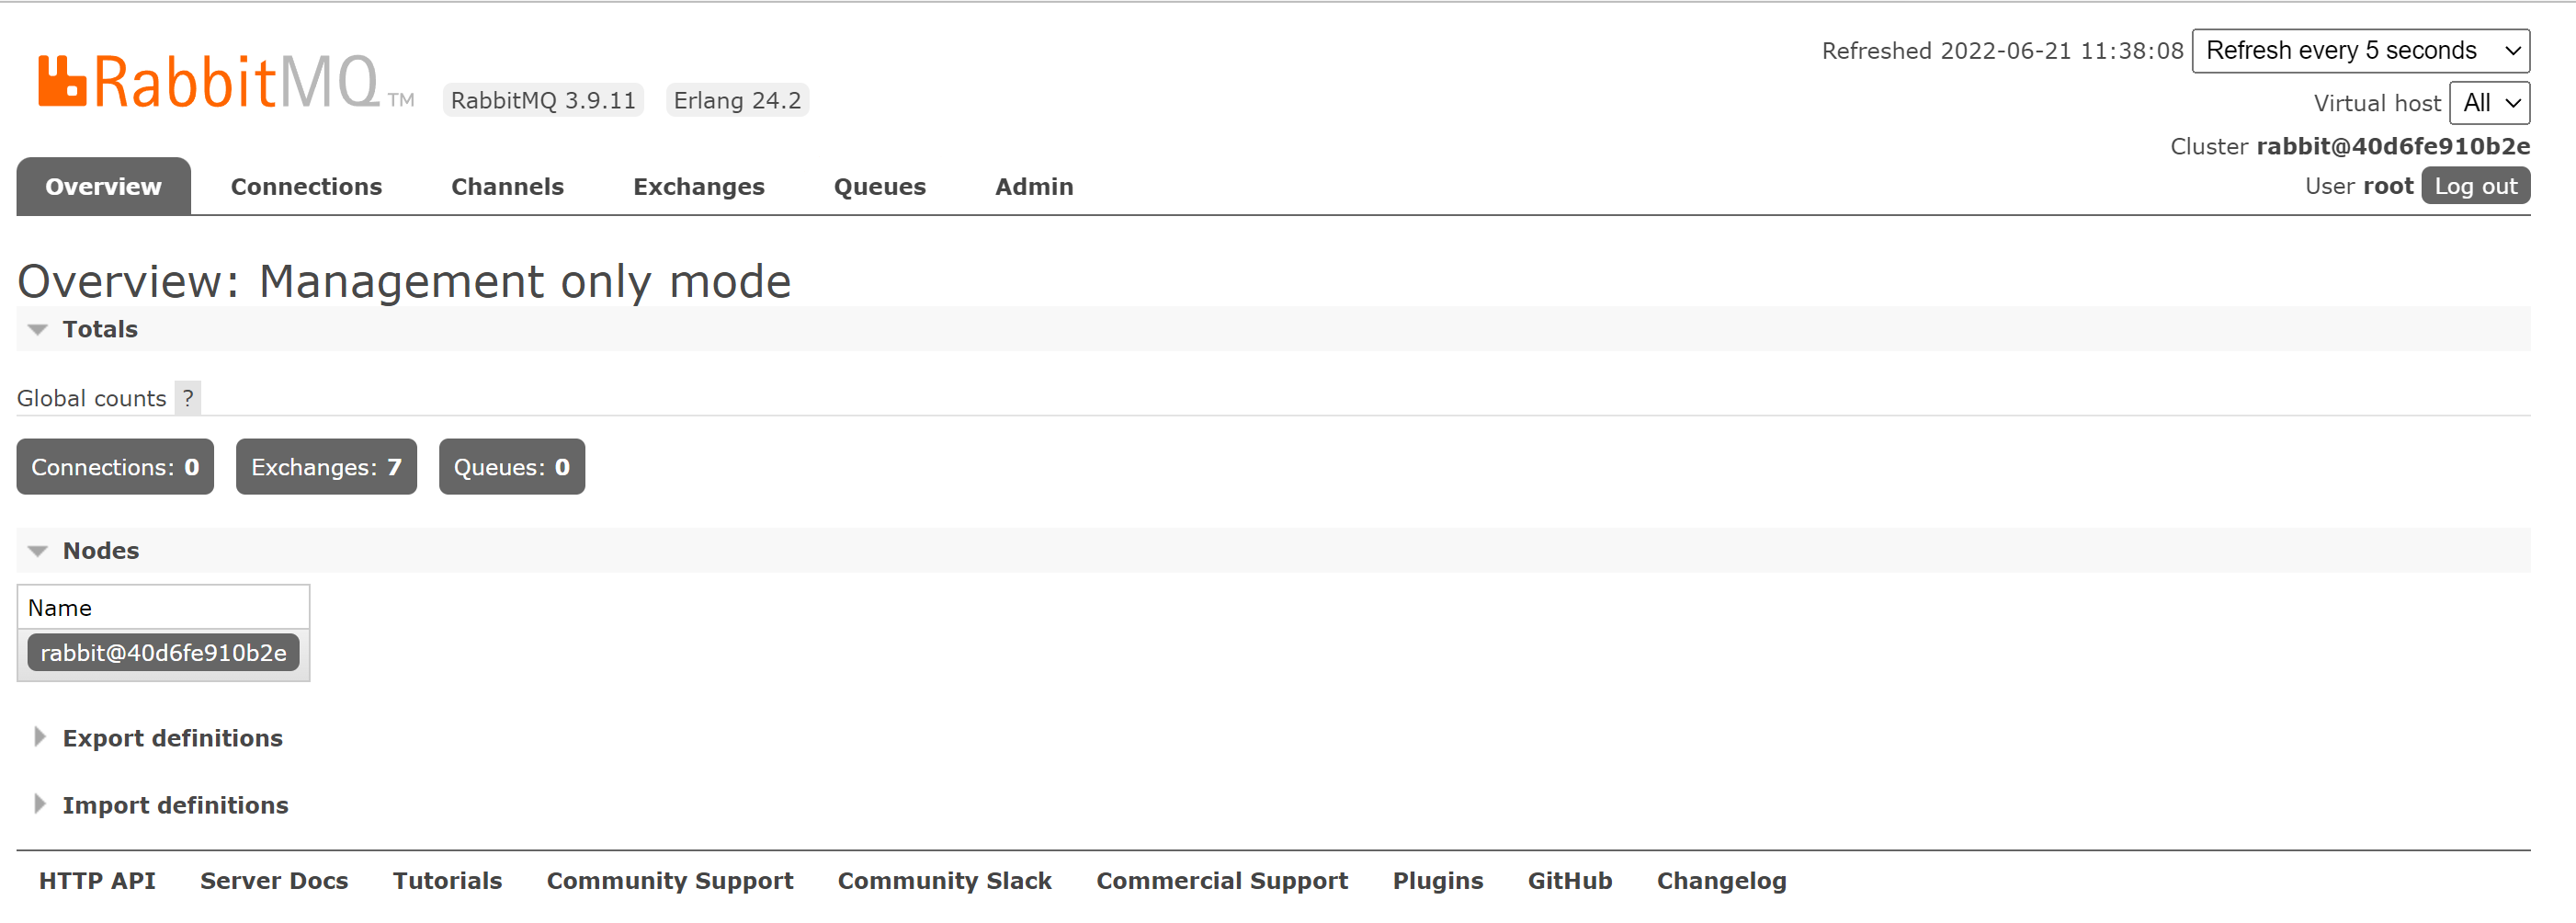 RabbitMQ TM RabbitMQ 3.9.11 Erlang 24.2
Refreshed 2022-06-21 11:38:08 Refresh every 5 seconds
Virtual host All
Cluster rabbit@40d6fe910b2e
User root Log out
Overview Connections Channels Exchanges Queues Admin
Overview: Management only mode
Totals
Global counts ?
Connections: 0 Exchanges: 7 Queues: 0
Nodes
Name
rabbit@40d6fe910b2e
Export definitions
Import definitions
HTTP API Server Docs Tutorials Community Support Community Slack Commercial Support Plugins GitHub Changelog